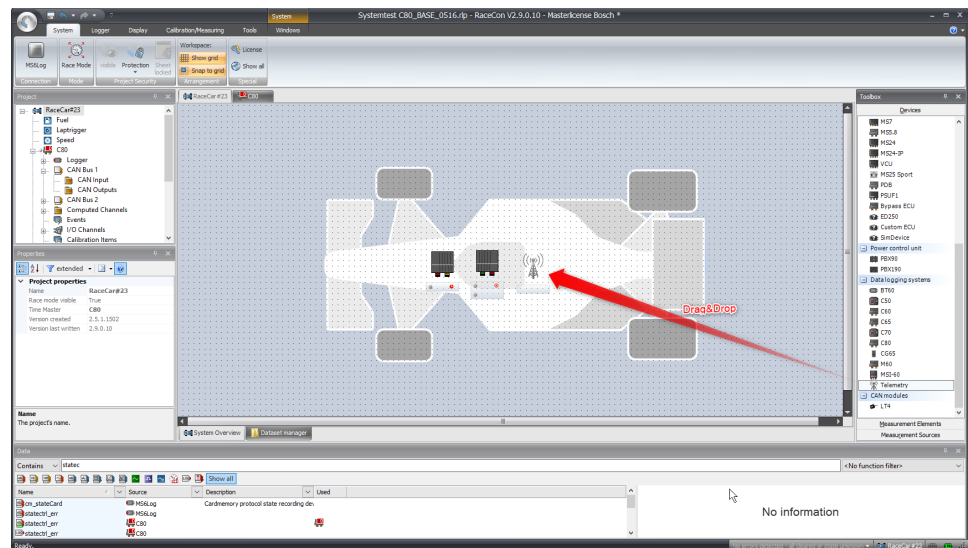 System
Systemtest C80_BASE_0516.rlp - RaceCon V2.9.0.10 - Masterlicense Bosch *
System Logger Display Calibration/Measuring Tools Windows
MS6Log
Race Mode
visible
Protection
Sheet locked
Workspace:
Show grid
Snap to grid
License
Show all
Connection Mode Project Security Arrangement Special
Project
RaceCar#23
Fuel
Laptrigger
Speed
C80
Logger
CAN Bus 1
CAN Input
CAN Outputs
CAN Bus 2
Computed Channels
Events
I/O Channels
Calibration Items
Properties
extended
Project properties
Name RaceCar#23
Race mode visible True
Time Master C80
Version created 2.5.1.1502
Version last written 2.9.0.10
Name
The project's name.
RaceCar#23 C80
Drag&Drop
System Overview Dataset manager
Toolbox
Devices
MS7
MS5.8
MS24
MS24-IP
VCU
MS25 Sport
PDB
PSUF1
Bypass ECU
ED250
Custom ECU
SimDevice
Power control unit
PBX90
PBX190
Data logging systems
BT60
C50
C60
C65
C70
C80
CG65
M60
MSI-60
Telemetry
CAN modules
LT4
Measurement Elements
Measurement Sources
Data
Contains statec
<No function filter>
Show all
Name Source Description Used
cm_stateCard MS6Log Cardmemory protocol state recording dev
statectrl_err MS6Log
statectrl_err C80
statectrl_err C80
No information
Ready.
RaceCar#23